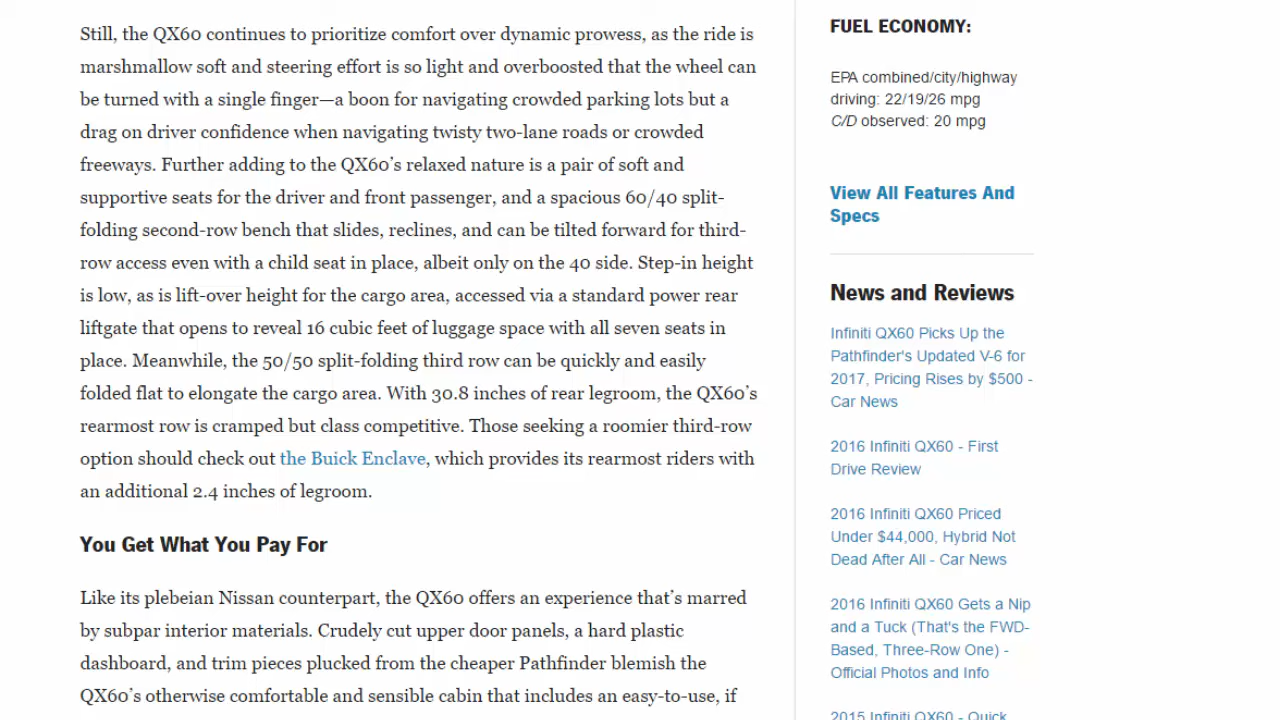 Still, the QX60 continues to prioritize comfort over dynamic prowess, as the ride is
marshmallow soft and steering effort is so light and overboosted that the wheel can
be turned with a single finger—a boon for navigating crowded parking lots but a
drag on driver confidence when navigating twisty two-lane roads or crowded
freeways. Further adding to the QX60’s relaxed nature is a pair of soft and
supportive seats for the driver and front passenger, and a spacious 60/40 split-
folding second-row bench that slides, reclines, and can be tilted forward for third-
row access even with a child seat in place, albeit only on the 40 side. Step-in height
is low, as is lift-over height for the cargo area, accessed via a standard power rear
liftgate that opens to reveal 16 cubic feet of luggage space with all seven seats in
place. Meanwhile, the 50/50 split-folding third row can be quickly and easily
folded flat to elongate the cargo area. With 30.8 inches of rear legroom, the QX60’s
rearmost row is cramped but class competitive. Those seeking a roomier third-row
option should check out the Buick Enclave, which provides its rearmost riders with
an additional 2.4 inches of legroom.
You Get What You Pay For
Like its plebeian Nissan counterpart, the QX60 offers an experience that’s marred
by subpar interior materials. Crudely cut upper door panels, a hard plastic
dashboard, and trim pieces plucked from the cheaper Pathfinder blemish the
QX60’s otherwise comfortable and sensible cabin that includes an easy-to-use, if
FUEL ECONOMY:
EPA combined/city/highway
driving: 22/19/26 mpg
C/D observed: 20 mpg
View All Features And
Specs
News and Reviews
Infiniti QX60 Picks Up the
Pathfinder's Updated V-6 for
2017, Pricing Rises by $500 -
Car News
2016 Infiniti QX60 - First
Drive Review
2016 Infiniti QX60 Priced
Under $44,000, Hybrid Not
Dead After All - Car News
2016 Infiniti QX60 Gets a Nip
and a Tuck (That's the FWD-
Based, Three-Row One) -
Official Photos and Info
2015 Infiniti QX60 - Quick